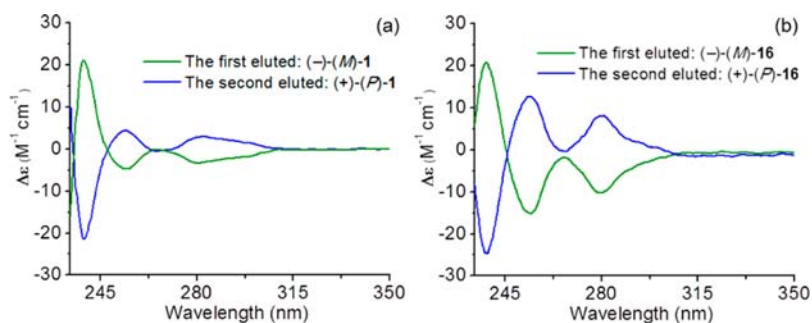 (a)
The first eluted: (–)-(M)-1
The second eluted: (+)-(P)-1
30
20
10
0
-10
-20
-30
Δε (M⁻¹ cm⁻¹)
245
280
315
350
Wavelength (nm)
(b)
The first eluted: (–)-(M)-16
The second eluted: (+)-(P)-16
30
20
10
0
-10
-20
-30
Δε (M⁻¹ cm⁻¹)
245
280
315
350
Wavelength (nm)